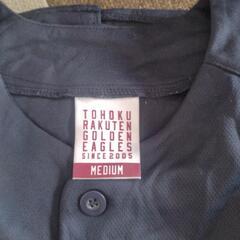 TOHOKU
RAKUTEN
GOLDEN
EAGLES
SINCE 2005
MEDIUM